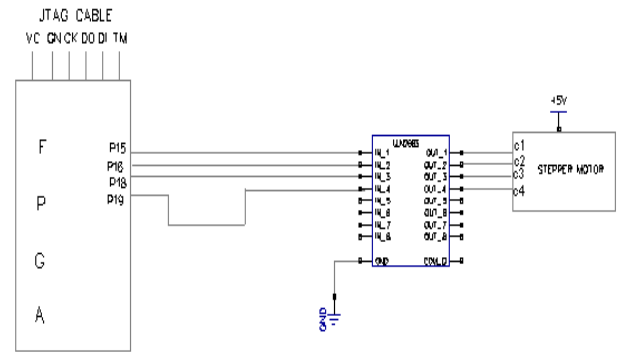 JTAG CABLE
VC GN CK DO DI TM
F
P
G
A
P15
P16
P18
P19
IN_1
IN_2
IN_3
IN_4
IN_5
IN_6
IN_7
IN_8
GND
OUT_1
OUT_2
OUT_3
OUT_4
OUT_5
OUT_6
OUT_7
OUT_8
COM_D
GND
+5V
c1
c2
c3
c4
STEPPER MOTOR